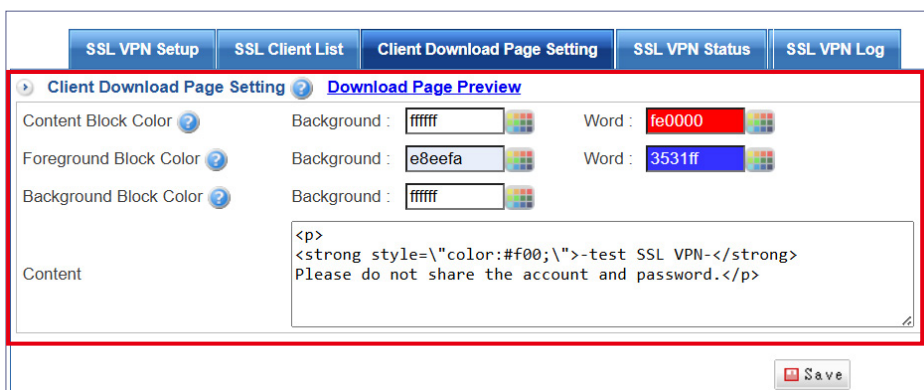 SSL VPN Setup SSL Client List Client Download Page Setting SSL VPN Status SSL VPN Log
Client Download Page Setting ? Download Page Preview
Content Block Color ? Background : ffffff Word : fe0000
Foreground Block Color ? Background : e8eefa Word : 3531ff
Background Block Color ? Background : ffffff
<p>
<strong style=\"color:#f00;\">-test SSL VPN-</strong>
Content
Please do not share the account and password.</p>
Save